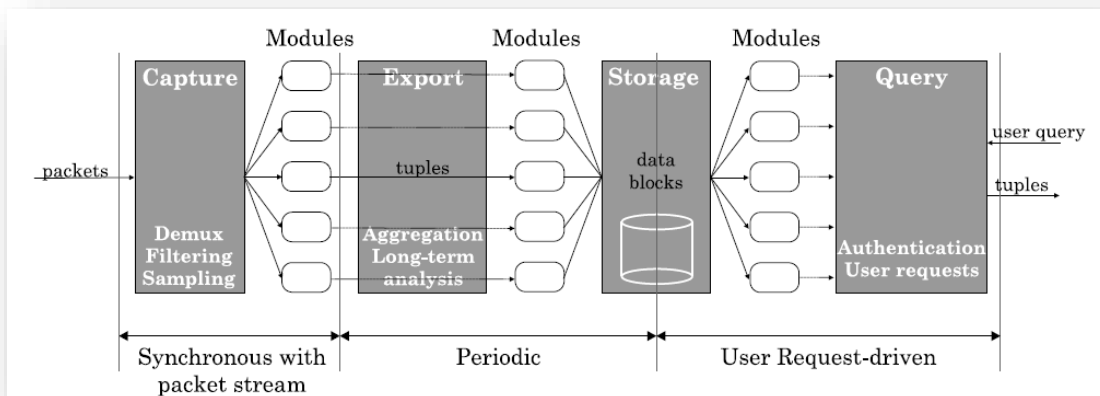 Modules
Modules
Modules
Capture
Export
Storage
Query
packets
tuples
data
blocks
user query
tuples
Demux
Filtering
Sampling
Aggregation
Long-term
analysis
Authentication
User requests
Synchronous with
packet stream
Periodic
User Request-driven